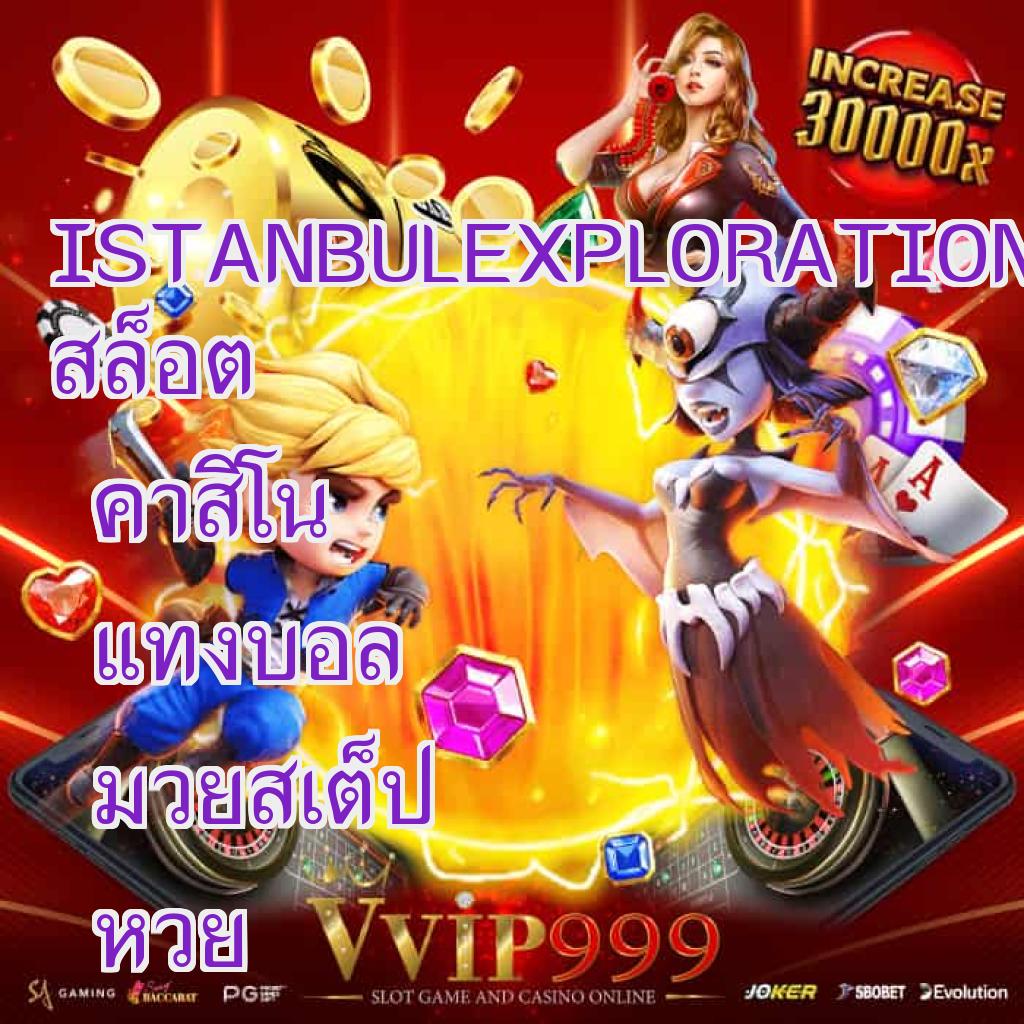 INCREASE
30000x
ISTANBULEXPLORATION
สล็อต
คาสิโน
แทงบอล
มวยสเต็ป
หวย
VViP999
SLOT GAME AND CASINO ONLINE
SA GAMING Sexy BACCARAT PG JOKER SBOBET Evolution